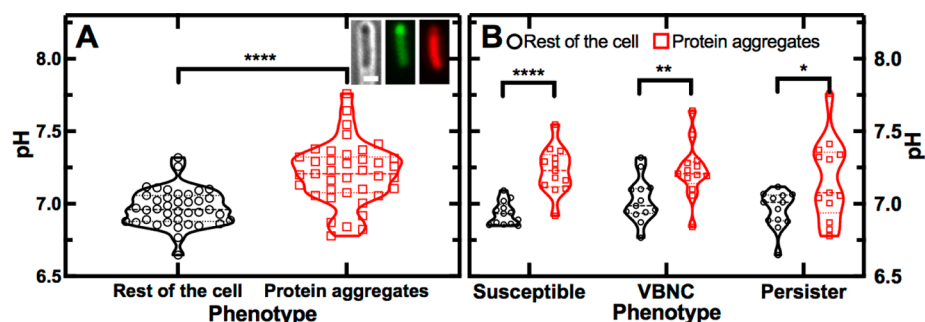 A
****
8.0
7.5
7.0
6.5
pH
Rest of the cell
Protein aggregates
Phenotype
B
Rest of the cell
Protein aggregates
****
**
*
8.0
7.5
7.0
6.5
pH
Susceptible
VBNC
Persister
Phenotype